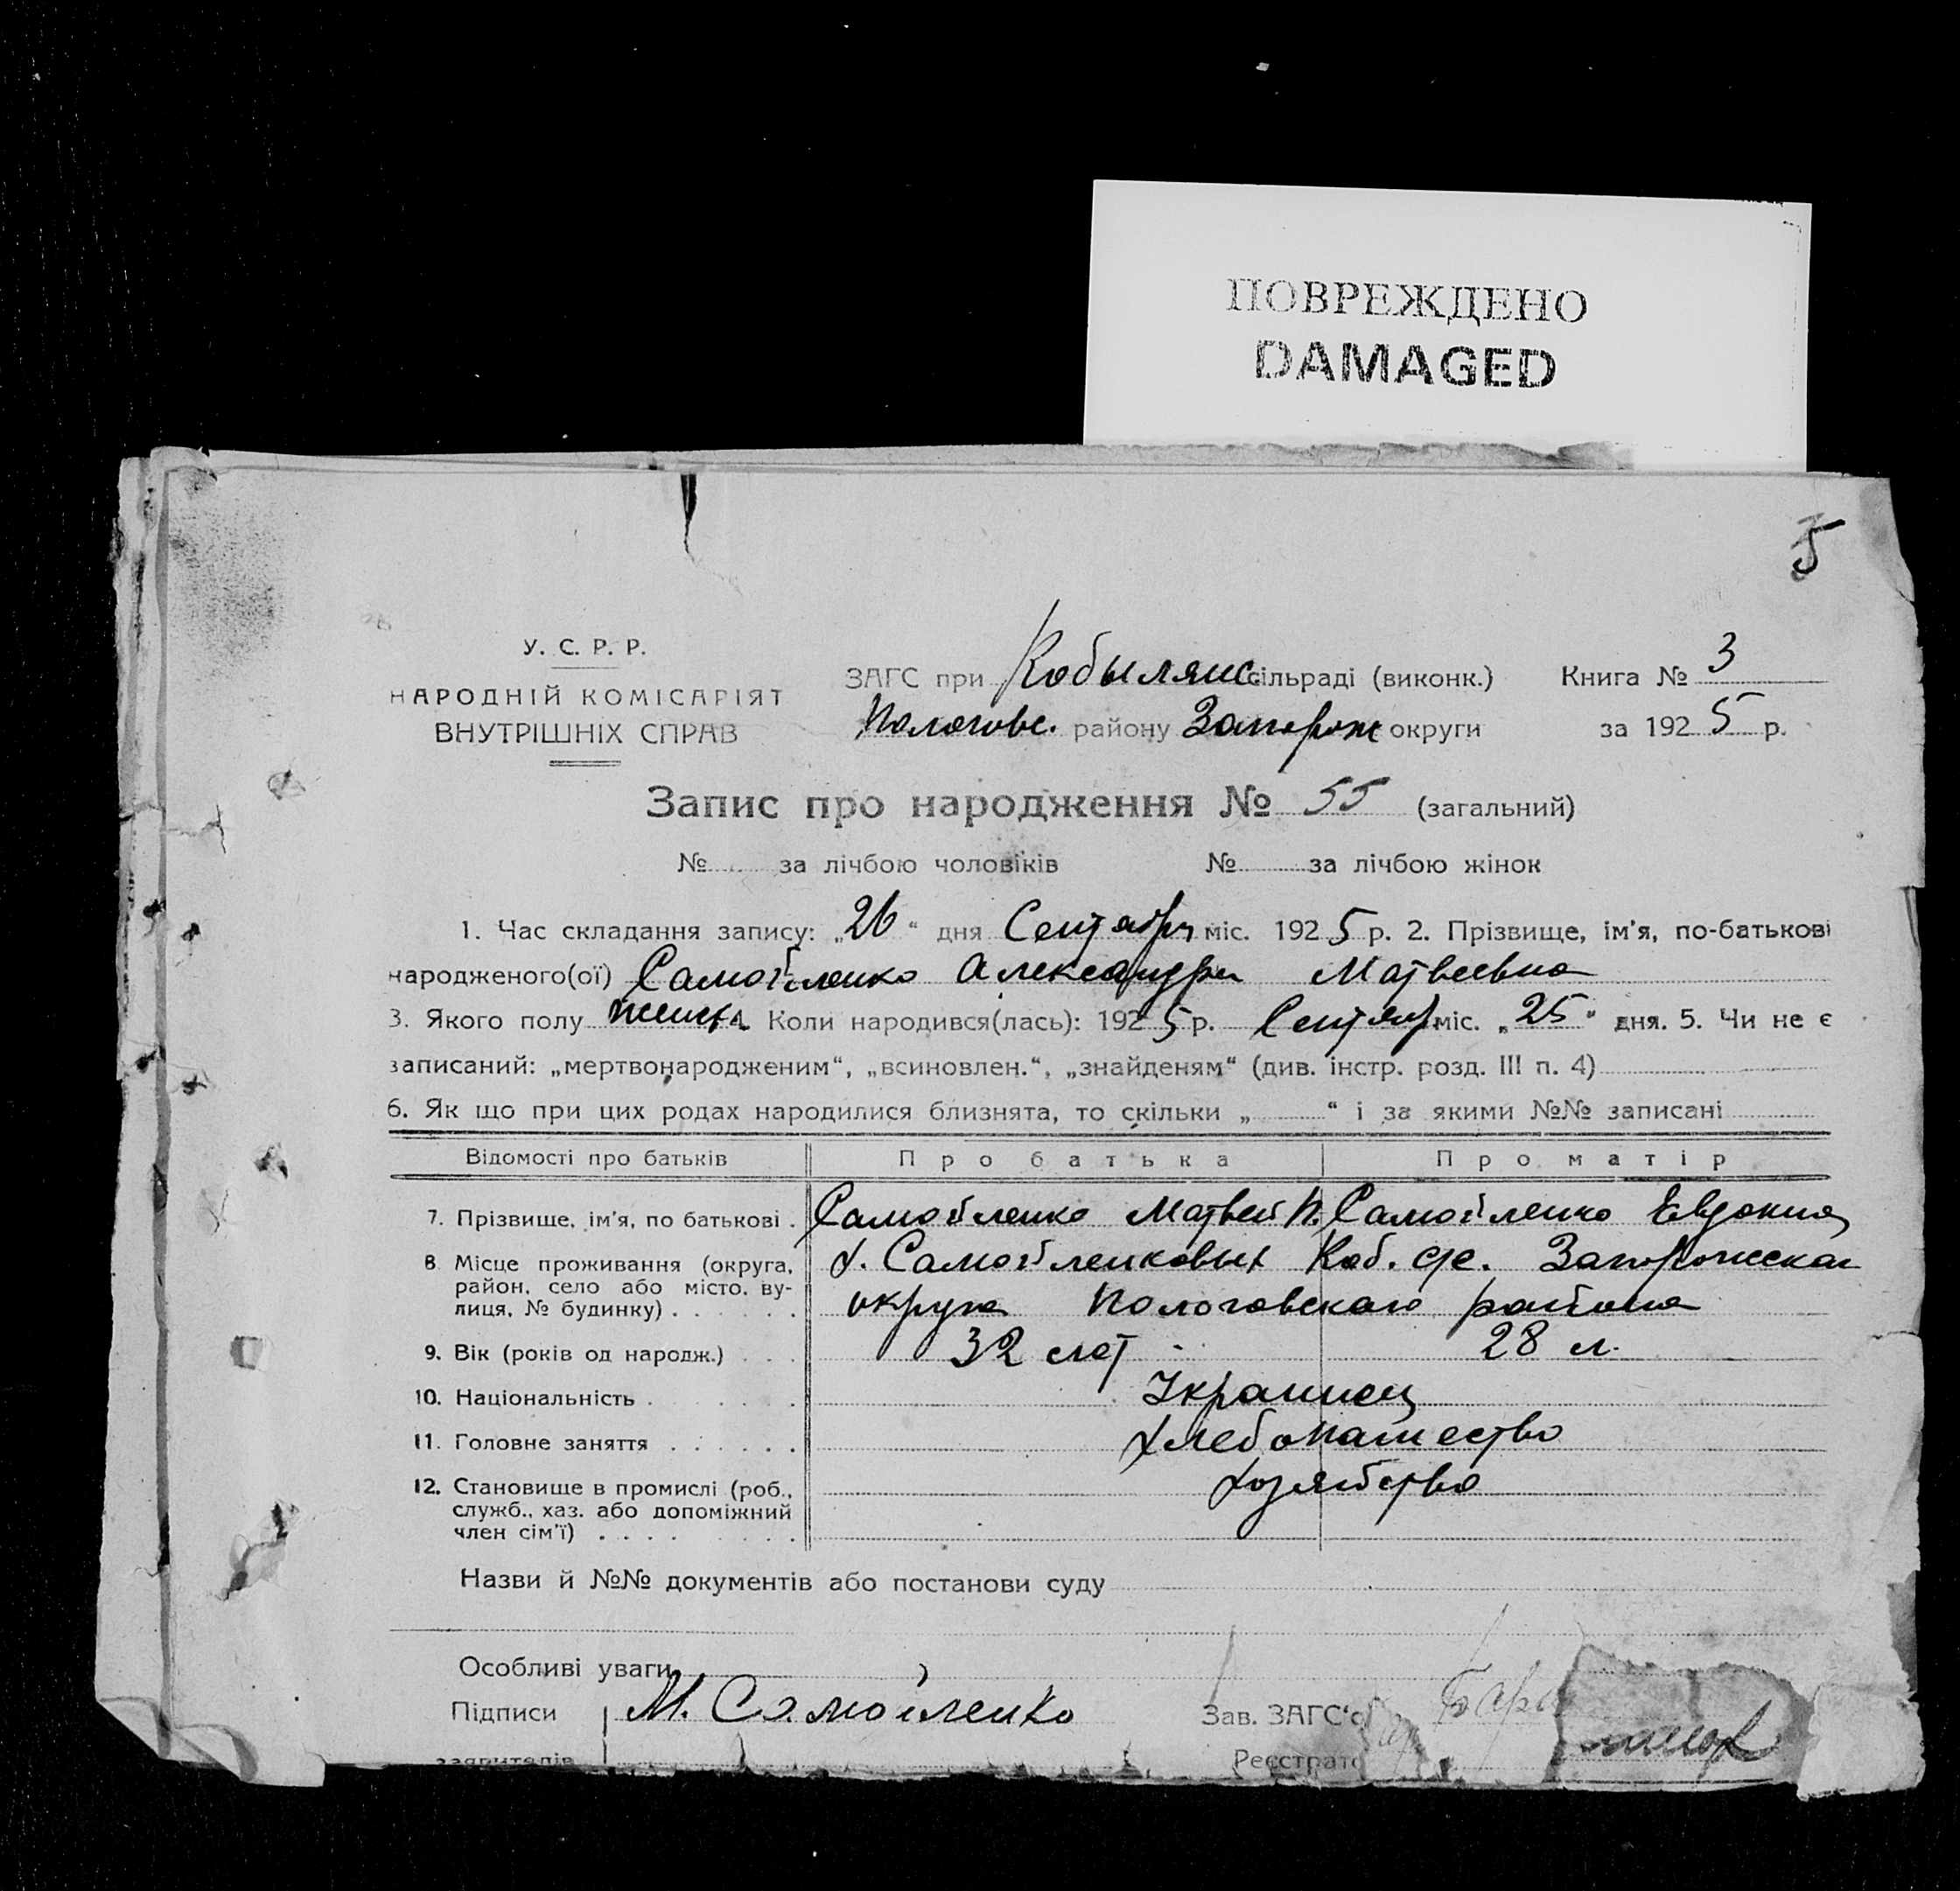 ПОВРЕЖДЕНО
DAMAGED
5
У. С. Р. Р.
НАРОДНІЙ КОМІСАРІЯТ
ВНУТРІШНІХ СПРАВ
ЗАГС при Кобылянс. сільраді (виконк.) Книга № 3
Пологовс. району Запорож округи за 1925 р.
Запис про народження № 55 (загальний)
№ за лічбою чоловіків № за лічбою жінок
1. Час складання запису: „26“ дня Сентября міс. 1925 р. 2. Прізвище, ім'я, по-батькові
народженого(ої) Самойленко Александра Матвеевна
3. Якого полу женск. Коли народився(лась): 1925 р. Сентяр міс. „25“ дня. 5. Чи не є
записаний: „мертвонародженим“, „всиновлен.“, „знайденям“ (див. інстр. розд. III п. 4)
6. Як що при цих родах народилися близнята, то скільки „ “ і за якими №№ записані
Відомості про батьків Про батька Про матір
7. Прізвище, ім'я, по батькові . Самойленко Матвей П. Самойленко Евдокия
8 Місце проживання (округа, район, село або місто, вулиця, № будинку) . х. Самойленковых Коб. с/с. Запорожская
округа Пологовского района
9. Вік (років од народж.) 32 лет 28 л.
10. Національність . Украинец
11. Головне заняття . Хлебопашество
12. Становище в промислі (роб., служб., хаз. або допоміжний член сім'ї) . хозяйство
Назви й №№ документів або постанови суду
Особливі уваги
Підписи М. Самойленко Зав. ЗАГС'о
заявителів Реєстрато